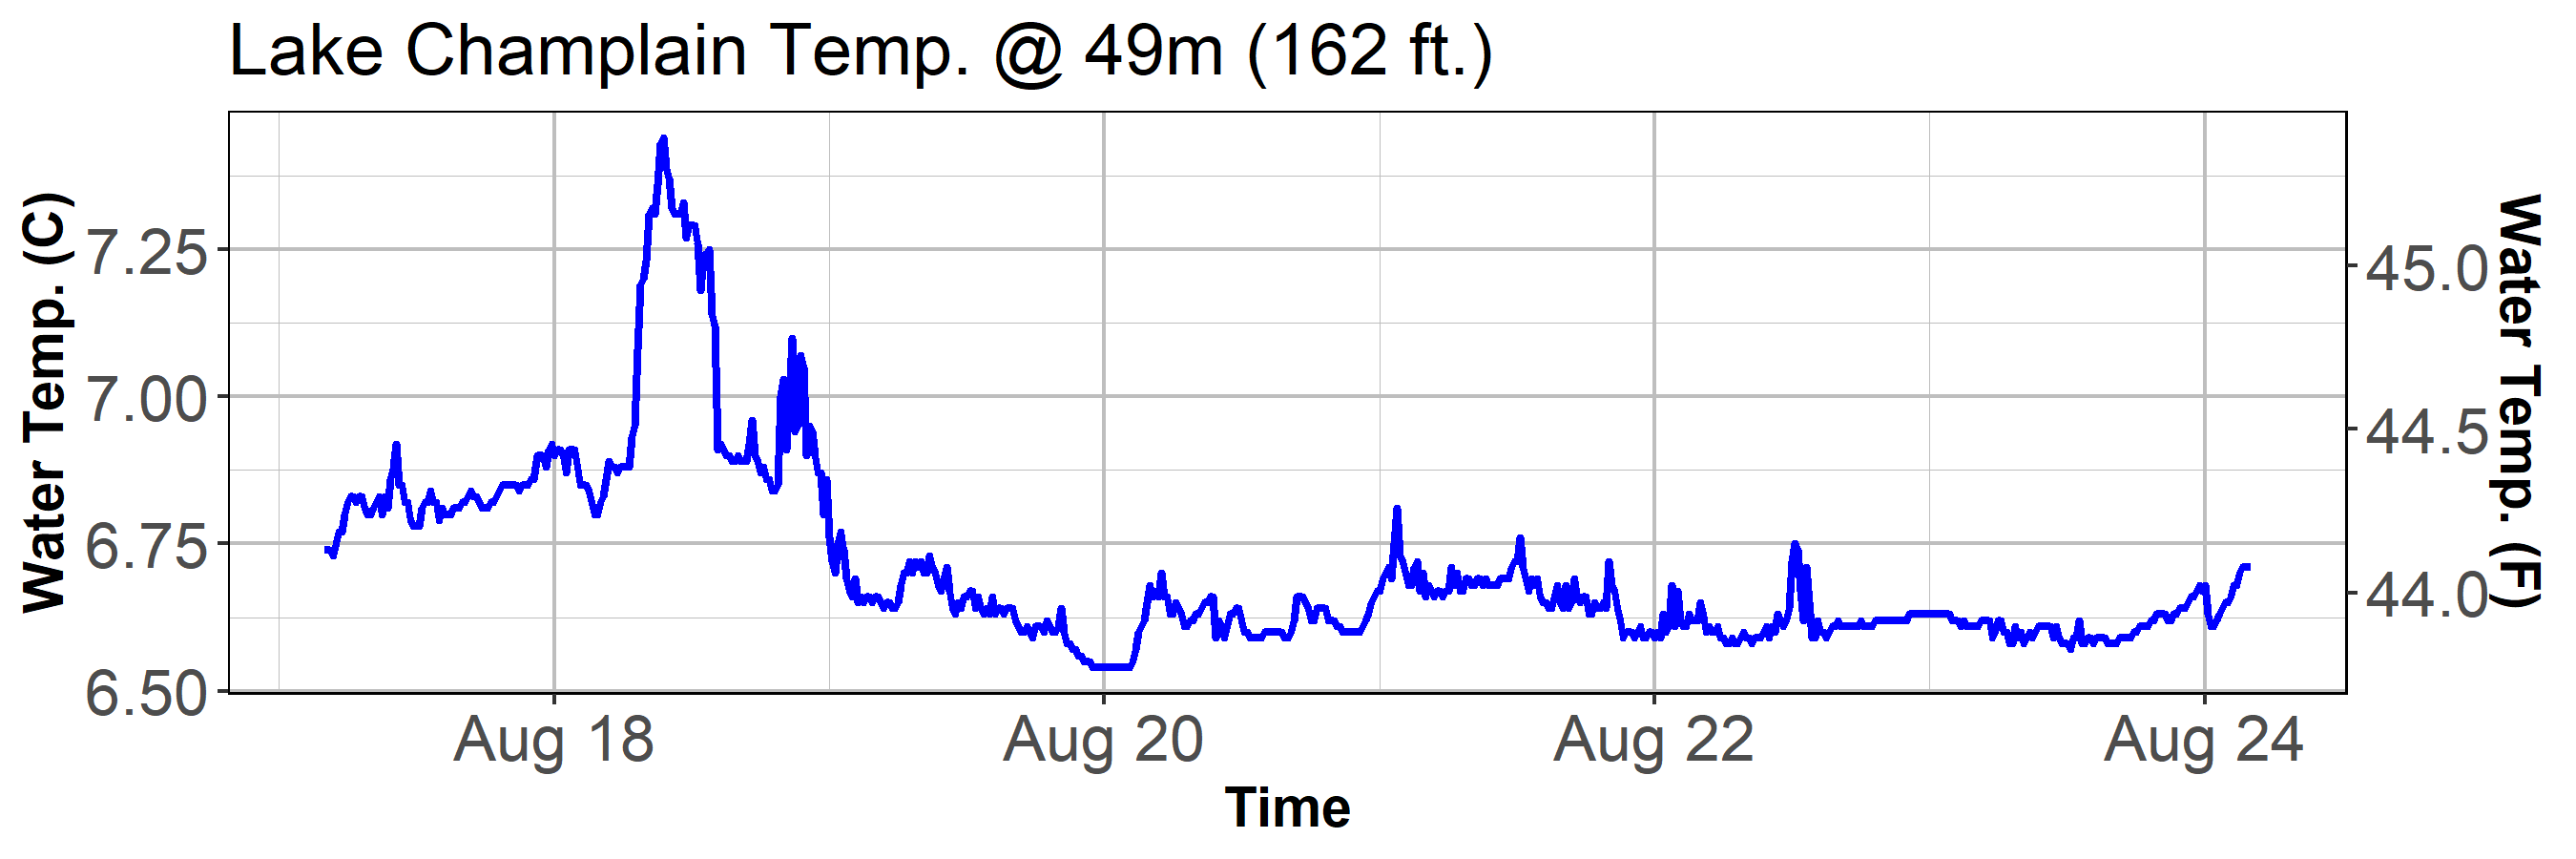 Lake Champlain Temp. @ 49m (162 ft.)
Water Temp. (C)
7.25
7.00
6.75
6.50
45.0
44.5
44.0
Water Temp. (F)
Aug 18 Aug 20 Aug 22 Aug 24
Time